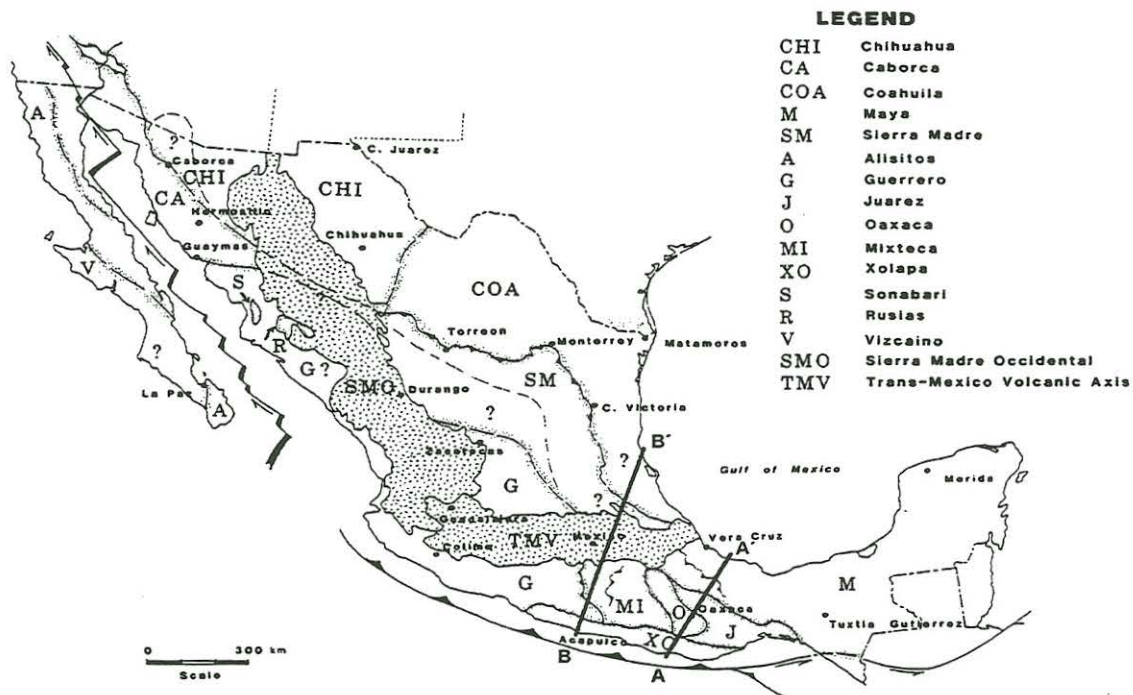 LEGEND
CHI Chihuahua
CA Caborca
COA Coahuila
M Maya
SM Sierra Madre
A Alisitos
G Guerrero
J Juarez
O Oaxaca
MI Mixteca
XO Xolapa
S Sonabari
R Rusias
V Vizcaino
SMO Sierra Madre Occidental
TMV Trans-Mexico Volcanic Axis
A
?
Caborca
CHI
C. Juarez
CHI
CA
Hermosillo
Chihuahua
Guaymas
V
S
COA
?
Torreon
Monterrey
Matamoros
R
G?
SM
?
SMO
Durango
La Paz
A
C. Victoria
?
B'
?
Zacatecas
Gulf of Mexico
Merida
G
?
Guadalajara
TMV
Mexico
Vera Cruz
Colima
A'
M
G
MI
O
Oaxaca
J
Tuxtla Gutierrez
Acapulco
XO
B
A
0 300 km
Scale